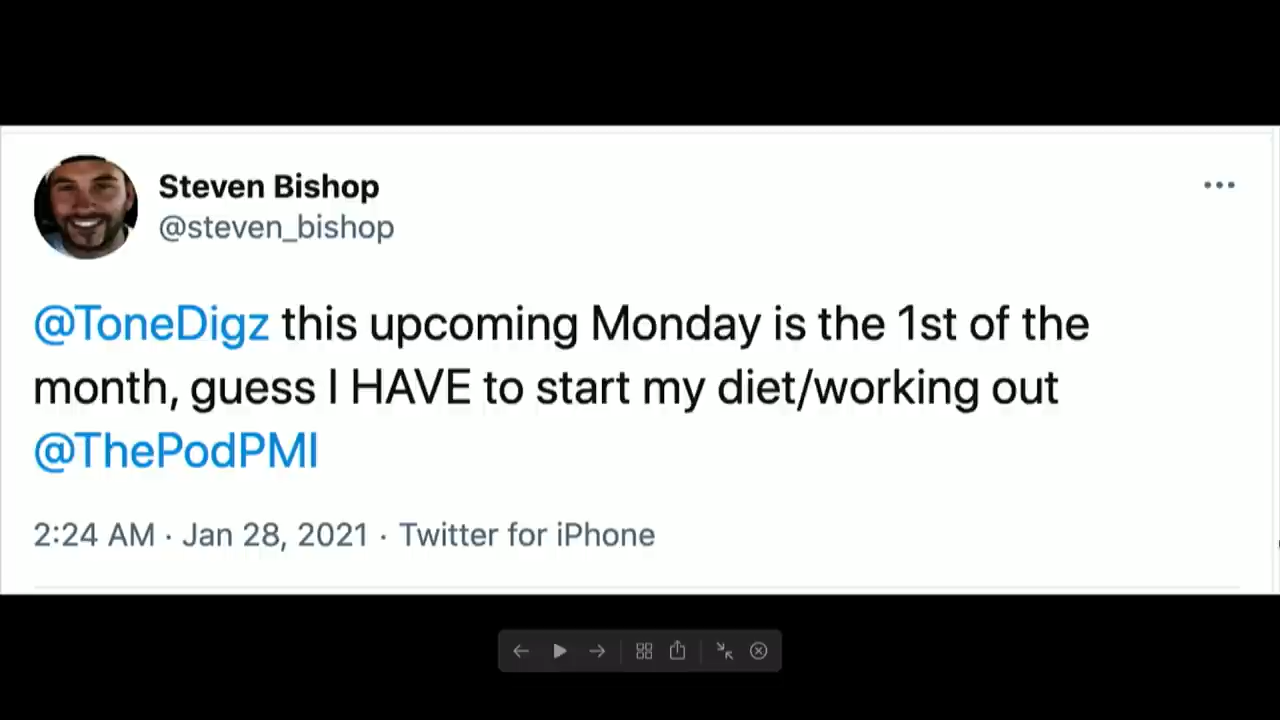 Steven Bishop
@steven_bishop
@ToneDigz this upcoming Monday is the 1st of the
month, guess I HAVE to start my diet/working out
@ThePodPMI
2:24 AM · Jan 28, 2021 · Twitter for iPhone